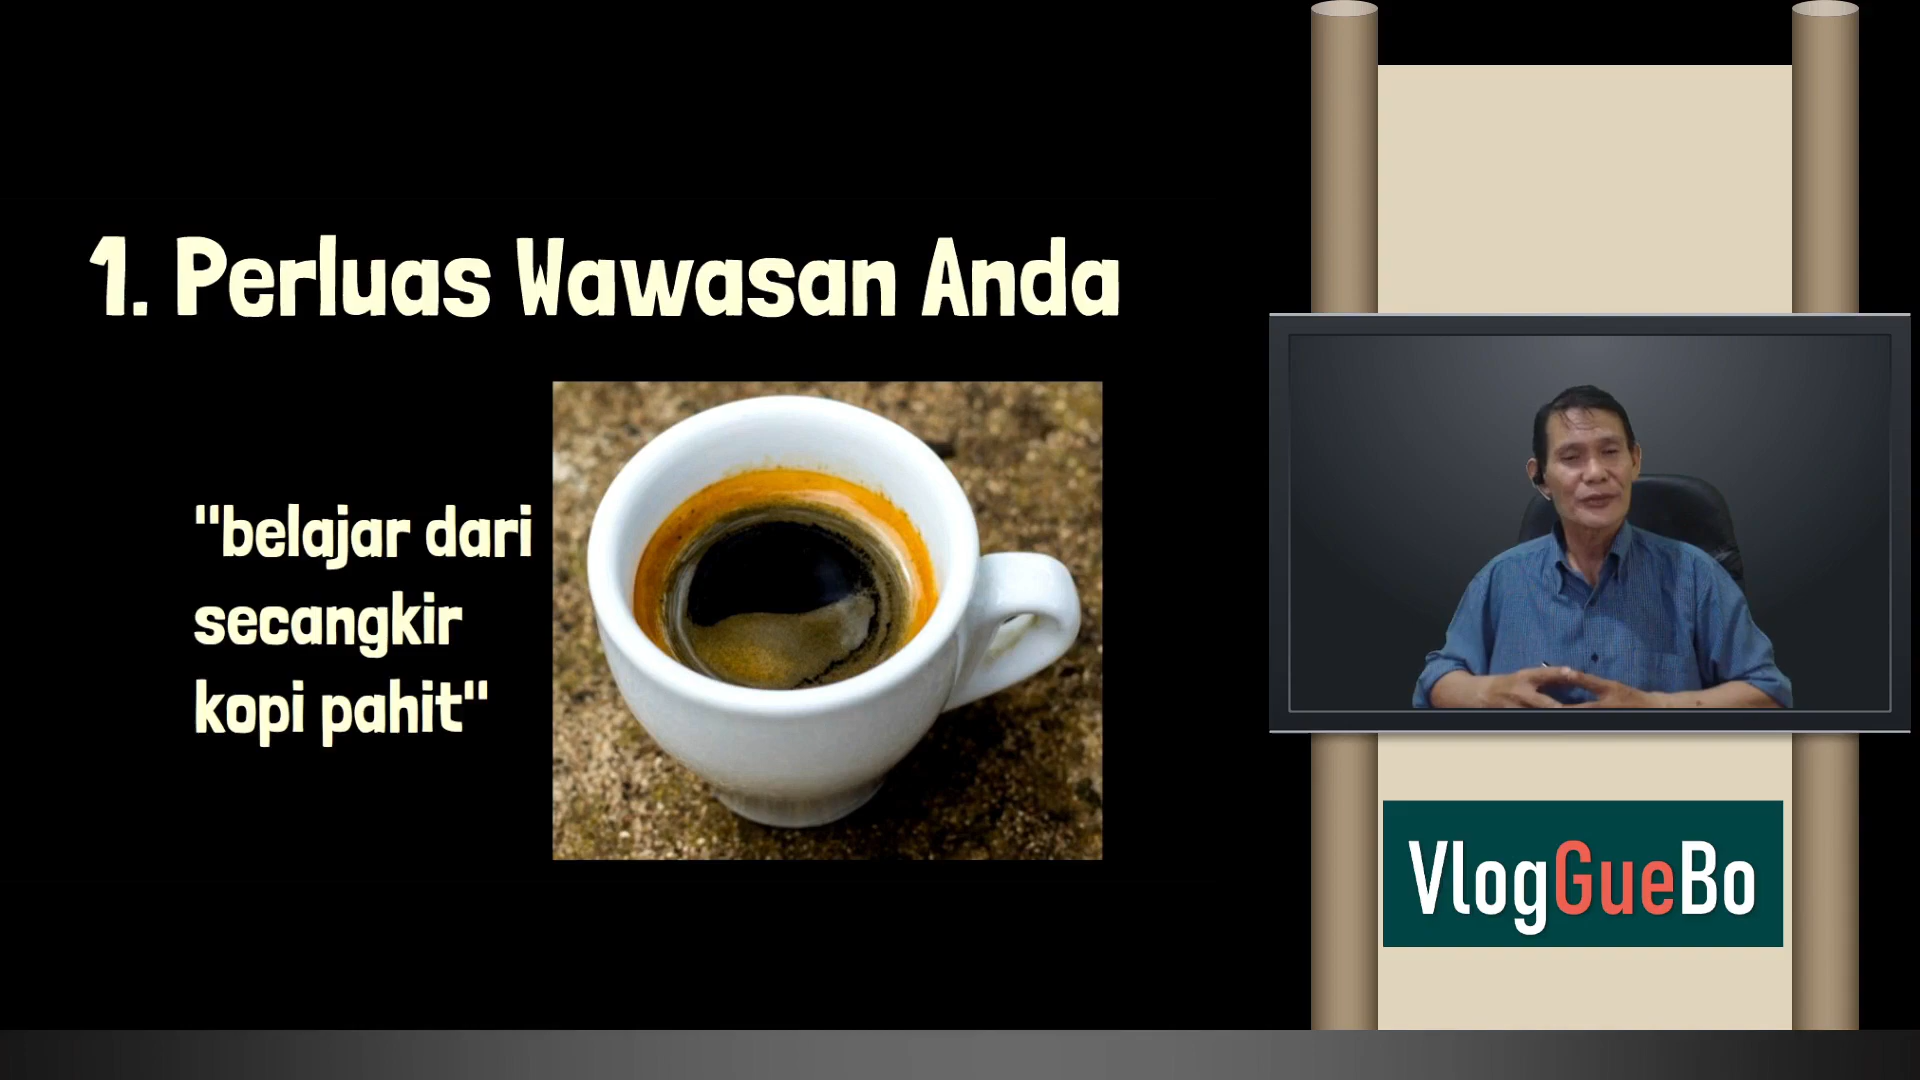 1. Perluas Wawasan Anda
"belajar dari
secangkir
kopi pahit"
VlogGueBo